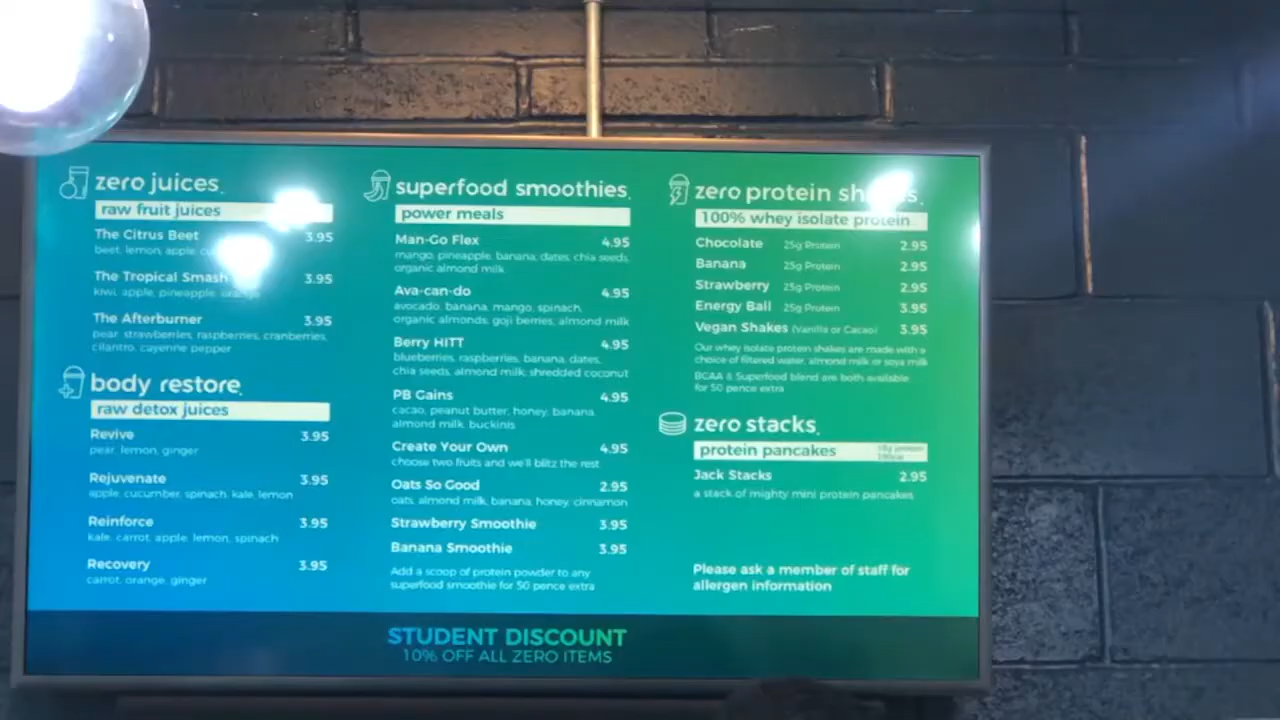 zero juices.
raw fruit juices
The Citrus Beet 3.95
beet, lemon, apple,
The Tropical Smash 3.95
kiwi, apple, pineapple, orange
The Afterburner 3.95
pear, strawberries, raspberries, cranberries,
cilantro, cayenne pepper
body restore.
raw detox juices
Revive 3.95
pear, lemon, ginger
Rejuvenate 3.95
apple, cucumber, spinach, kale, lemon
Reinforce 3.95
kale, carrot, apple, lemon, spinach
Recovery 3.95
carrot, orange, ginger
superfood smoothies.
power meals
Man-Go Flex 4.95
mango, pineapple, banana, dates, chia seeds,
organic almond milk
Ava-can-do 4.95
avocado, banana, mango, spinach,
organic almonds, goji berries, almond milk
Berry HIIT 4.95
blueberries, raspberries, banana, dates,
chia seeds, almond milk, shredded coconut
PB Gains 4.95
cacao, peanut butter, honey, banana,
almond milk, buckinis
Create Your Own 4.95
choose two fruits and we'll blitz the rest
Oats So Good 2.95
oats, almond milk, banana, honey, cinnamon
Strawberry Smoothie 3.95
Banana Smoothie 3.95
Add a scoop of protein powder to any
superfood smoothie for 50 pence extra
zero protein shakes.
100% whey isolate protein
Chocolate 25g Protein 2.95
Banana 25g Protein 2.95
Strawberry 25g Protein 2.95
Energy Ball 25g Protein 3.95
Vegan Shakes (Vanilla or Cacao) 3.95
Our whey isolate protein shakes are made with a
choice of filtered water, almond milk or soya milk
BCAA & Superfood blend are both available
for 50 pence extra
zero stacks.
protein pancakes
Jack Stacks 2.95
a stack of mighty mini protein pancakes
Please ask a member of staff for
allergen information
STUDENT DISCOUNT
10% OFF ALL ZERO ITEMS